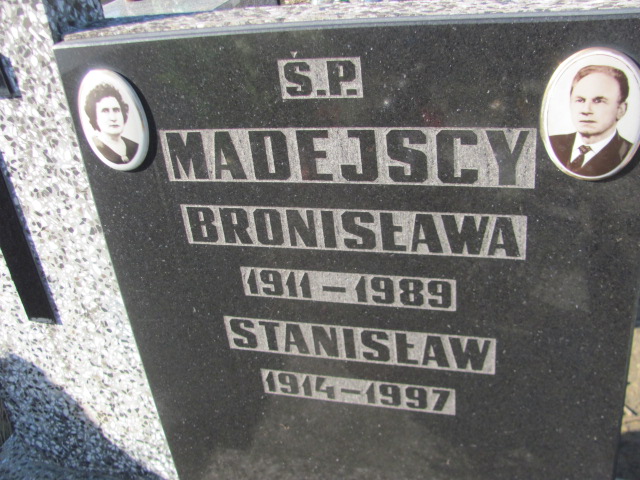 Ś.P.
MADEJSCY
BRONISŁAWA
1911-1989
STANISŁAW
1914-1997